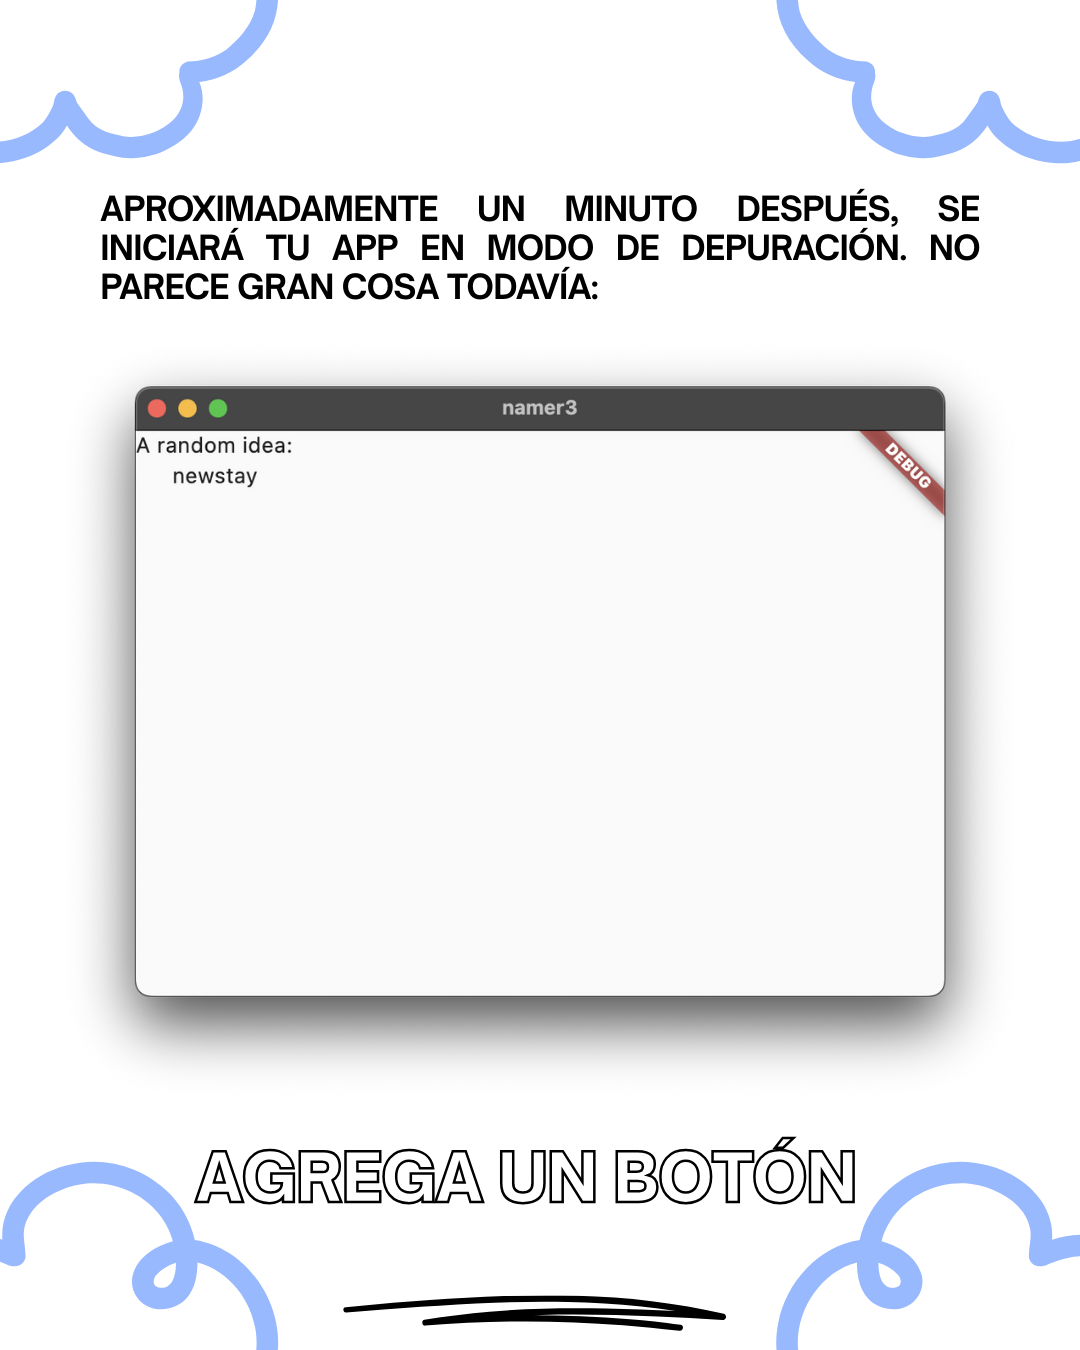 APROXIMADAMENTE UN MINUTO DESPUÉS, SE
INICIARÁ TU APP EN MODO DE DEPURACIÓN. NO
PARECE GRAN COSA TODAVÍA:
namer3
A random idea:
newstay
DEBUG
AGREGA UN BOTÓN